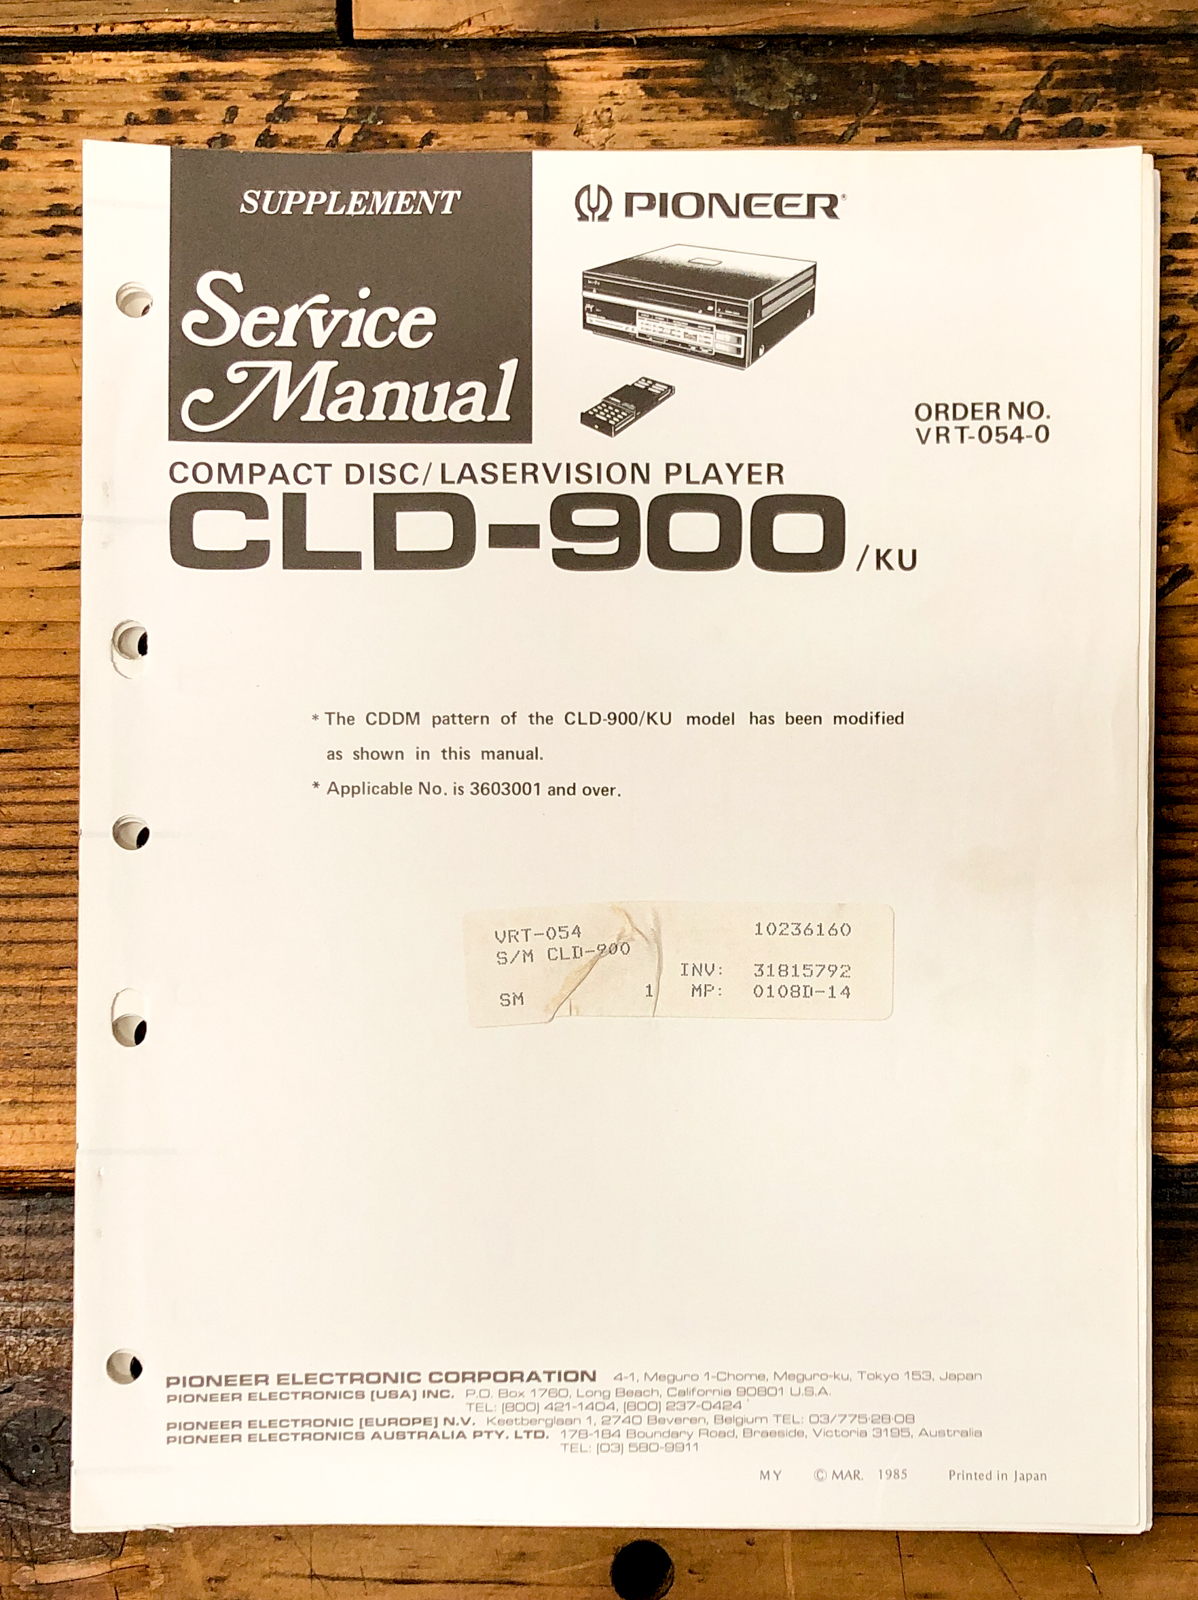 SUPPLEMENT
Service
Manual
PIONEER®
ORDER NO.
VRT-054-0
COMPACT DISC/LASERVISION PLAYER
CLD-900/KU
* The CDDM pattern of the CLD-900/KU model has been modified
as shown in this manual.
* Applicable No. is 3603001 and over.
VRT-054 10236160
S/M CLD-900
INV: 31815792
SM 1 MP: 0108D-14
PIONEER ELECTRONIC CORPORATION 4-1, Meguro 1-Chome, Meguro-ku, Tokyo 153, Japan
PIONEER ELECTRONICS [USA] INC. P.O. Box 1760, Long Beach, California 90801 U.S.A.
TEL: [800] 421-1404, [800] 237-0424
PIONEER ELECTRONIC [EUROPE] N.V. Keetberglaan 1, 2740 Beveren, Belgium TEL: 03/775·28·08
PIONEER ELECTRONICS AUSTRALIA PTY. LTD. 178-184 Boundary Road, Braeside, Victoria 3195, Australia
TEL: [03] 580-9911
MY © MAR. 1985 Printed in Japan